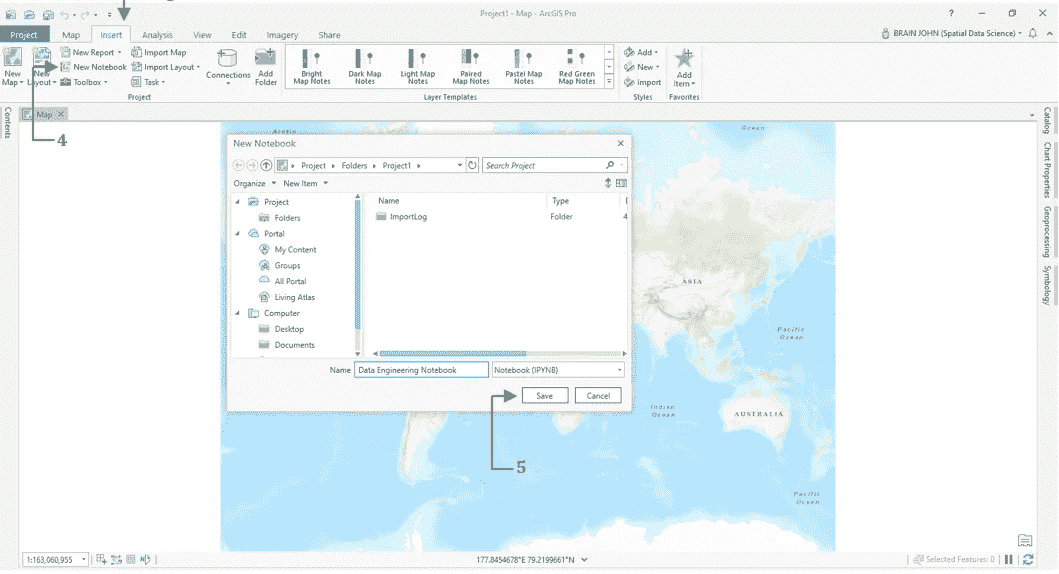 Project1 - Map - ArcGIS Pro
?
Project Map Insert Analysis View Edit Imagery Share
BRAIN JOHN (Spatial Data Science)
New Map
New Layout
New Report
New Notebook
Toolbox
Import Map
Import Layout
Task
Connections
Add Folder
Bright Map Notes
Dark Map Notes
Light Map Notes
Paired Map Notes
Pastel Map Notes
Red Green Map Notes
Add
New
Import
Add Item
Project
Layer Templates
Styles
Favorites
4
Contents
Map
Catalog
Chart Properties
Geoprocessing
Symbology
Arctic
Ocean
New Notebook
Project Folders Project1
Search Project
Organize New Item
Name Type
Project
Folders
Portal
My Content
Groups
All Portal
Living Atlas
Computer
Desktop
Documents
ImportLog Folder 4
Name Data Engineering Notebook Notebook (IPYNB)
Save Cancel
5
ASIA
Pacific Ocean
Indian Ocean
AUSTRALIA
Pacific Ocean
1:163,060,955
177.8454678°E 79.2199661°N
Selected Features: 0